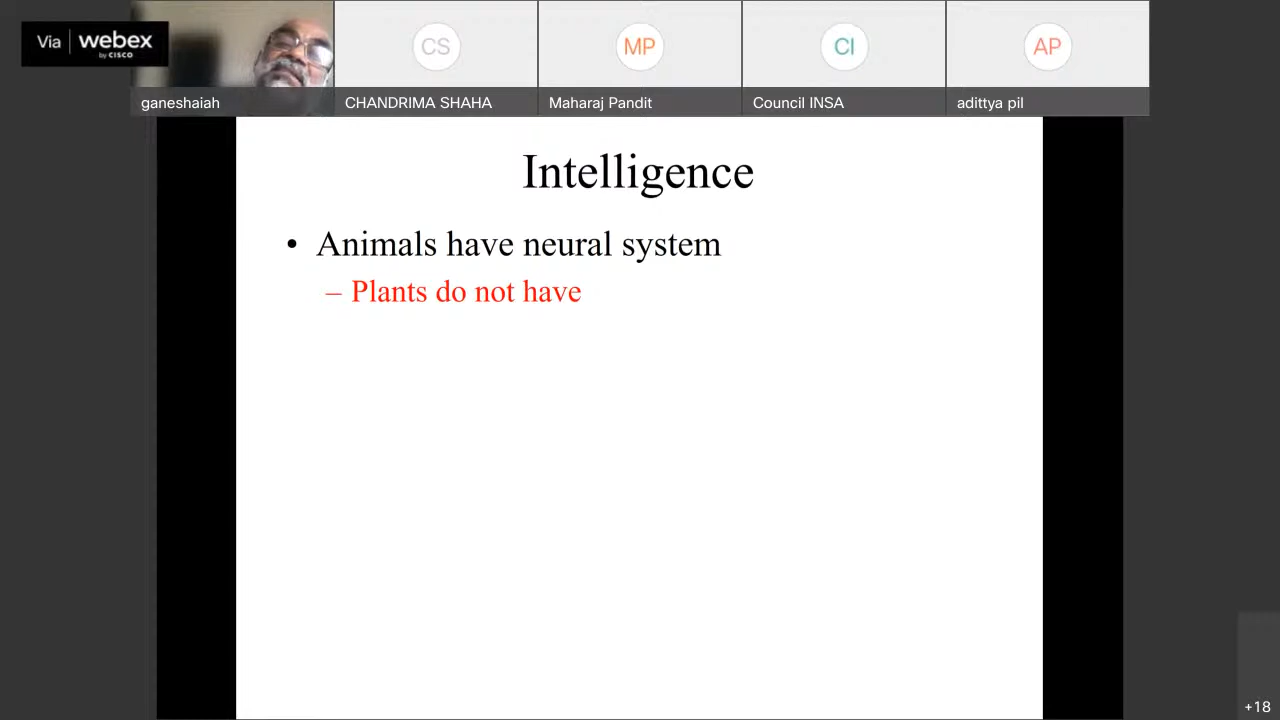 Via webex
by CISCO
CS
MP
CI
AP
ganeshaiah
CHANDRIMA SHAHA
Maharaj Pandit
Council INSA
adittya pil
Intelligence
• Animals have neural system
– Plants do not have
+18